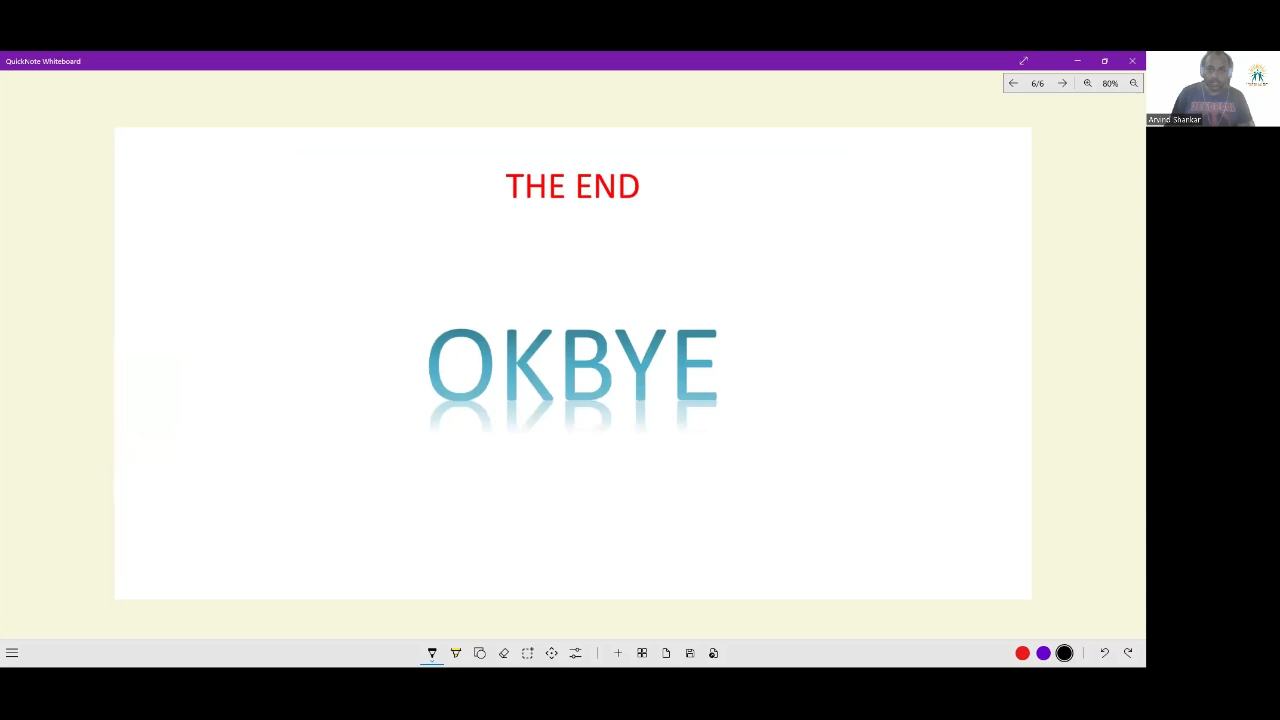 QuickNote Whiteboard
6/6
80%
Arvind Shankar
THE END
OKBYE